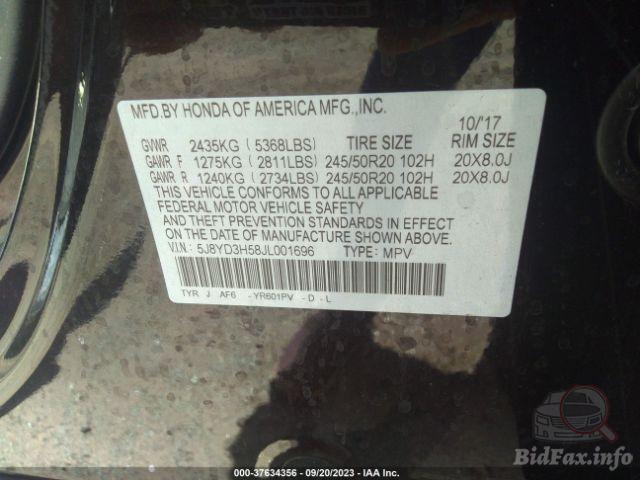 MFD.BY HONDA OF AMERICA MFG.,INC.
10/'17
GVWR 2435KG ( 5368LBS) TIRE SIZE RIM SIZE
GAWR F 1275KG ( 2811LBS) 245/50R20 102H 20X8.0J
GAWR R 1240KG ( 2734LBS) 245/50R20 102H 20X8.0J
THIS VEHICLE CONFORMS TO ALL APPLICABLE
FEDERAL MOTOR VEHICLE SAFETY
AND THEFT PREVENTION STANDARDS IN EFFECT
ON THE DATE OF MANUFACTURE SHOWN ABOVE.
V.I.N: 5J8YD3H58JL001696 TYPE: MPV
TYR J AF6 -YR601PV -D -L
BidFax.info
000-37634356 - 09/20/2023 - IAA Inc.